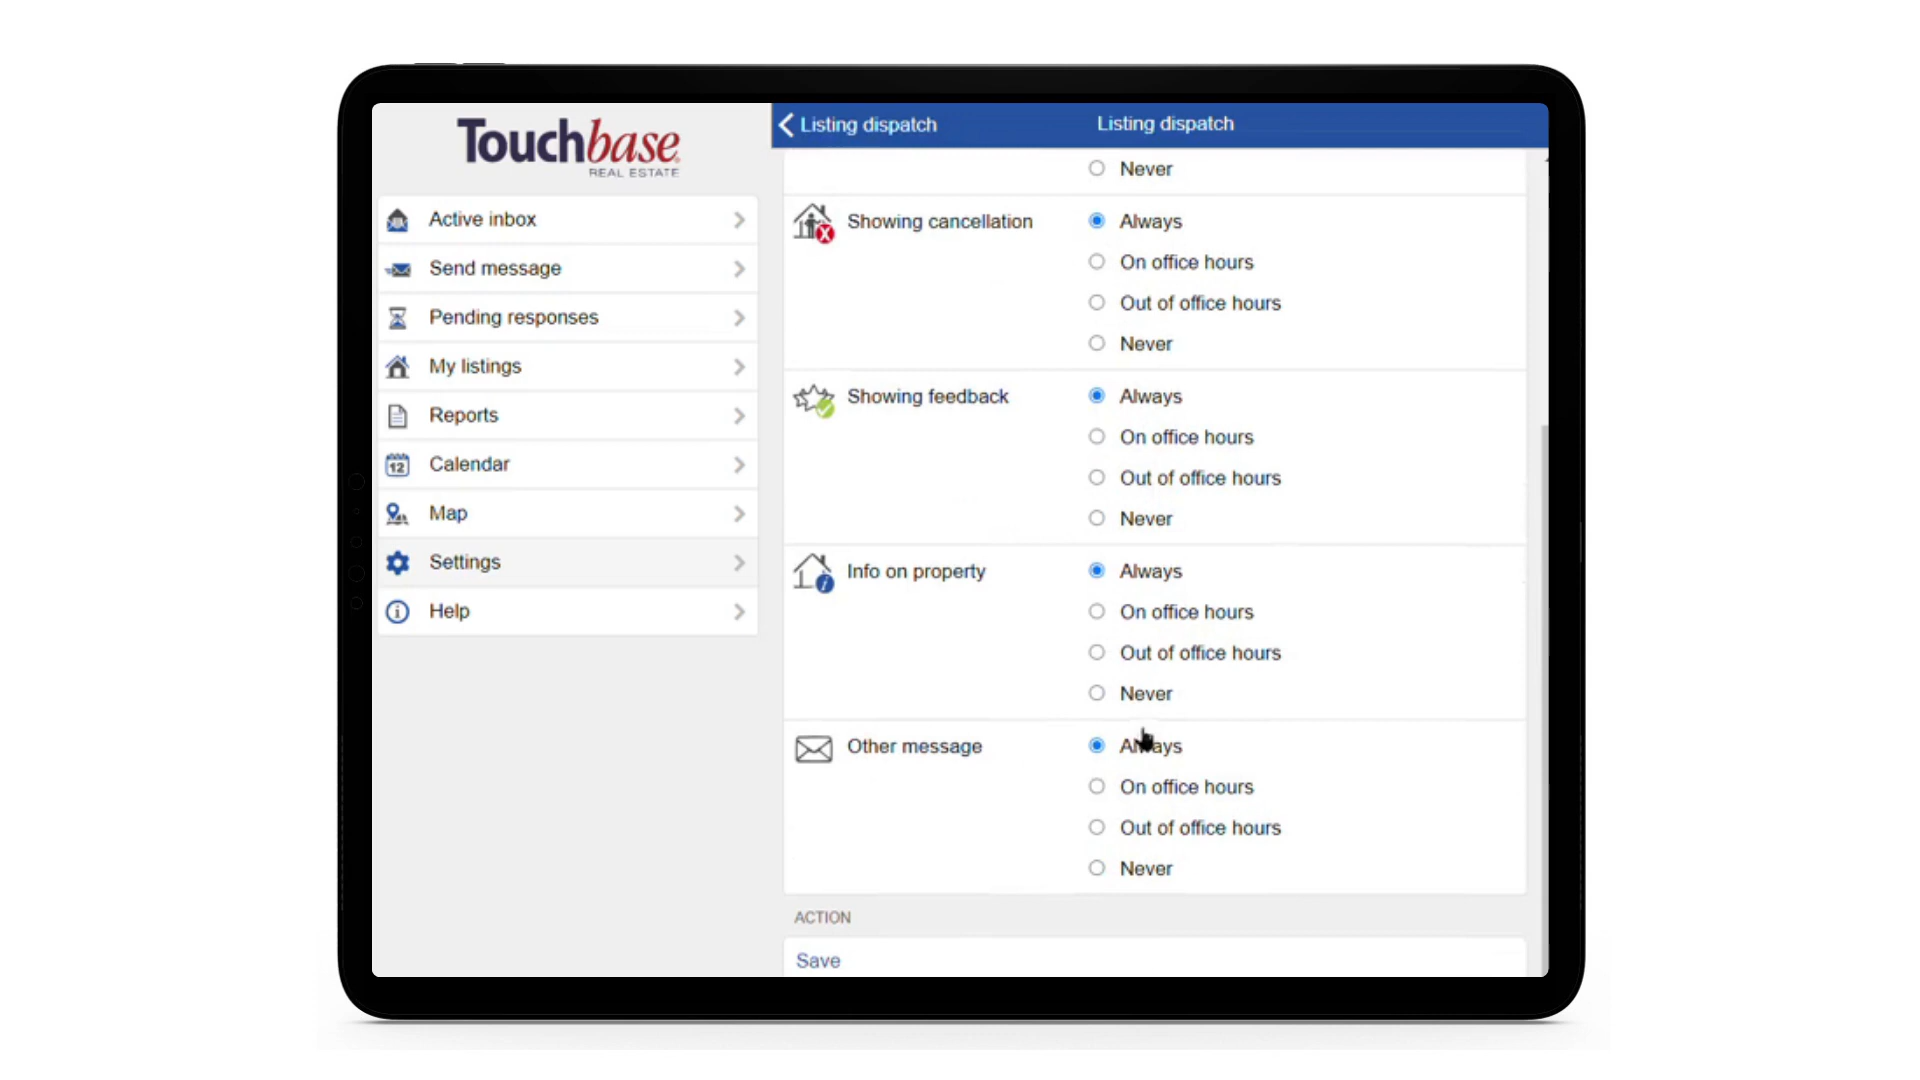 Touchbase
REAL ESTATE
Active inbox
Send message
Pending responses
My listings
Reports
12
Calendar
Map
Settings
Help
Listing dispatch
Listing dispatch
Never
Showing cancellation
Always
On office hours
Out of office hours
Never
Showing feedback
Always
On office hours
Out of office hours
Never
Info on property
Always
On office hours
Out of office hours
Never
Other message
Always
On office hours
Out of office hours
Never
ACTION
Save